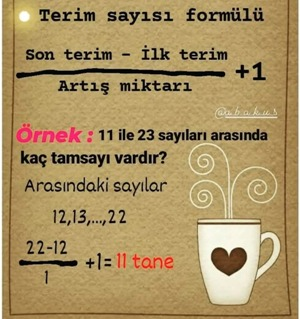 Terim sayısı formülü
Son terim - İlk terim
Artış miktarı
+1
@abakus
Örnek : 11 ile 23 sayıları arasında
kaç tamsayı vardır?
Arasındaki sayılar
12,13,...,22
22-12
1
+1= 11 tane